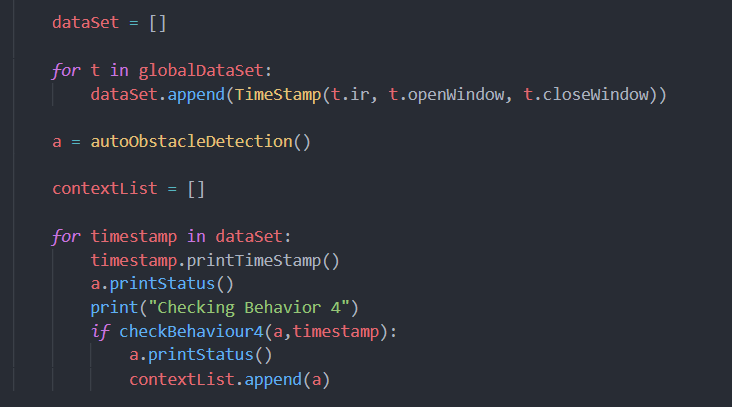 dataSet = []
for t in globalDataSet:
dataSet.append(TimeStamp(t.ir, t.openWindow, t.closeWindow))
a = autoObstacleDetection()
contextList = []
for timestamp in dataSet:
timestamp.printTimeStamp()
a.printStatus()
print("Checking Behavior 4")
if checkBehaviour4(a,timestamp):
a.printStatus()
contextList.append(a)